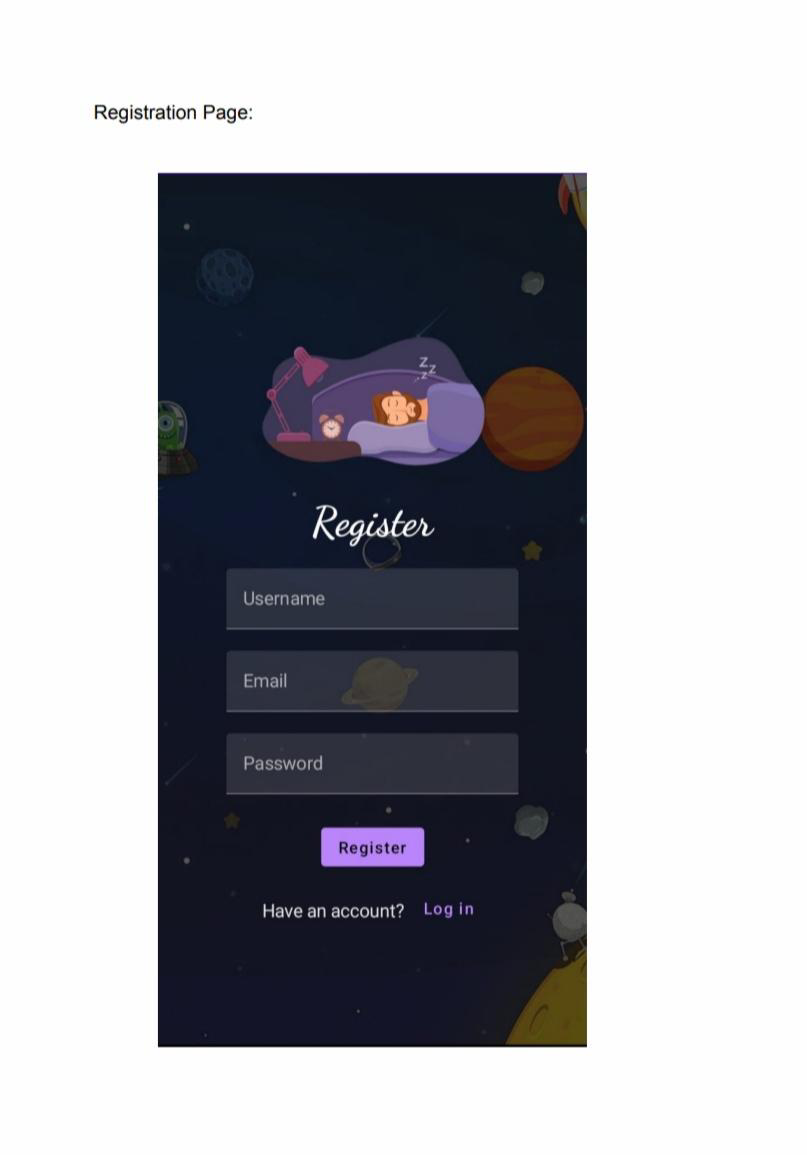 Registration Page:
Z
Z
Z
Register
Username
Email
Password
Register
Have an account? Log in